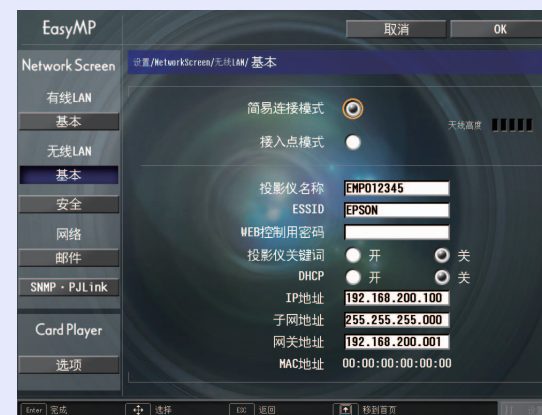 EasyMP
取消
OK
Network Screen
设置/NetworkScreen/无线LAN/ 基本
有线LAN
基本
无线LAN
基本
安全
网络
邮件
SNMP · PJLink
Card Player
选项
简易连接模式
天线高度
接入点模式
投影仪名称 EMP012345
ESSID EPSON
WEB控制用密码
投影仪关键词 开 关
DHCP 开 关
IP地址 192.168.200.100
子网地址 255.255.255.000
网关地址 192.168.200.001
MAC地址 00:00:00:00:00:00
Enter 完成 选择 ESC 返回 移到首页